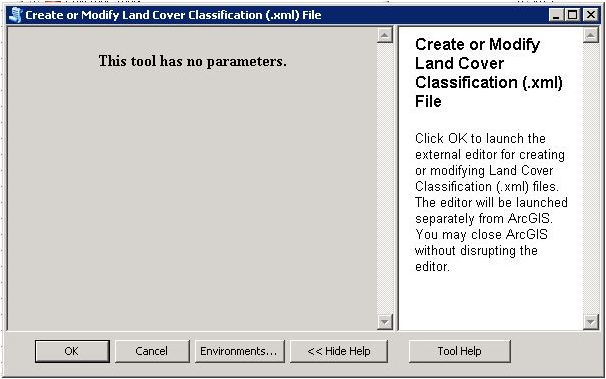 Create or Modify Land Cover Classification (.xml) File
This tool has no parameters.
Create or Modify
Land Cover
Classification (.xml)
File
Click OK to launch the
external editor for creating
or modifying Land Cover
Classification (.xml) files.
The editor will be launched
separately from ArcGIS.
You may close ArcGIS
without disrupting the
editor.
OK
Cancel
Environments...
<< Hide Help
Tool Help